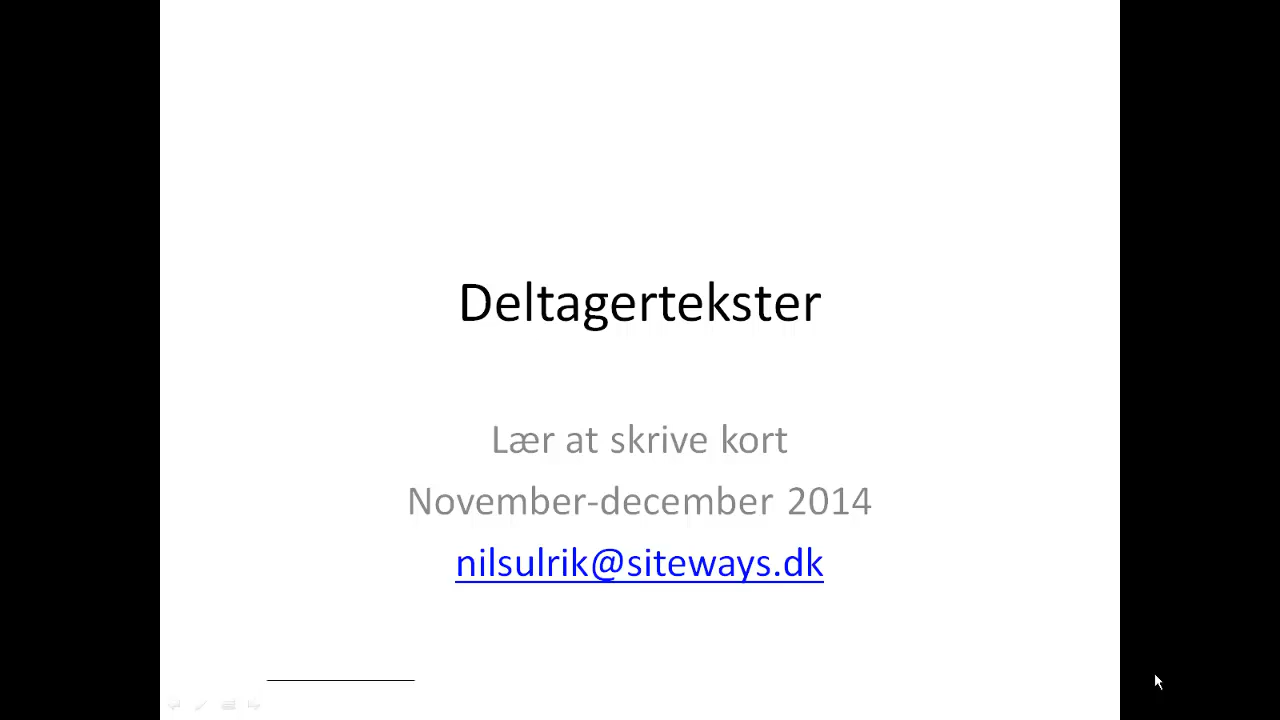 Deltagertekster
Lær at skrive kort
November-december 2014
nilsulrik@siteways.dk